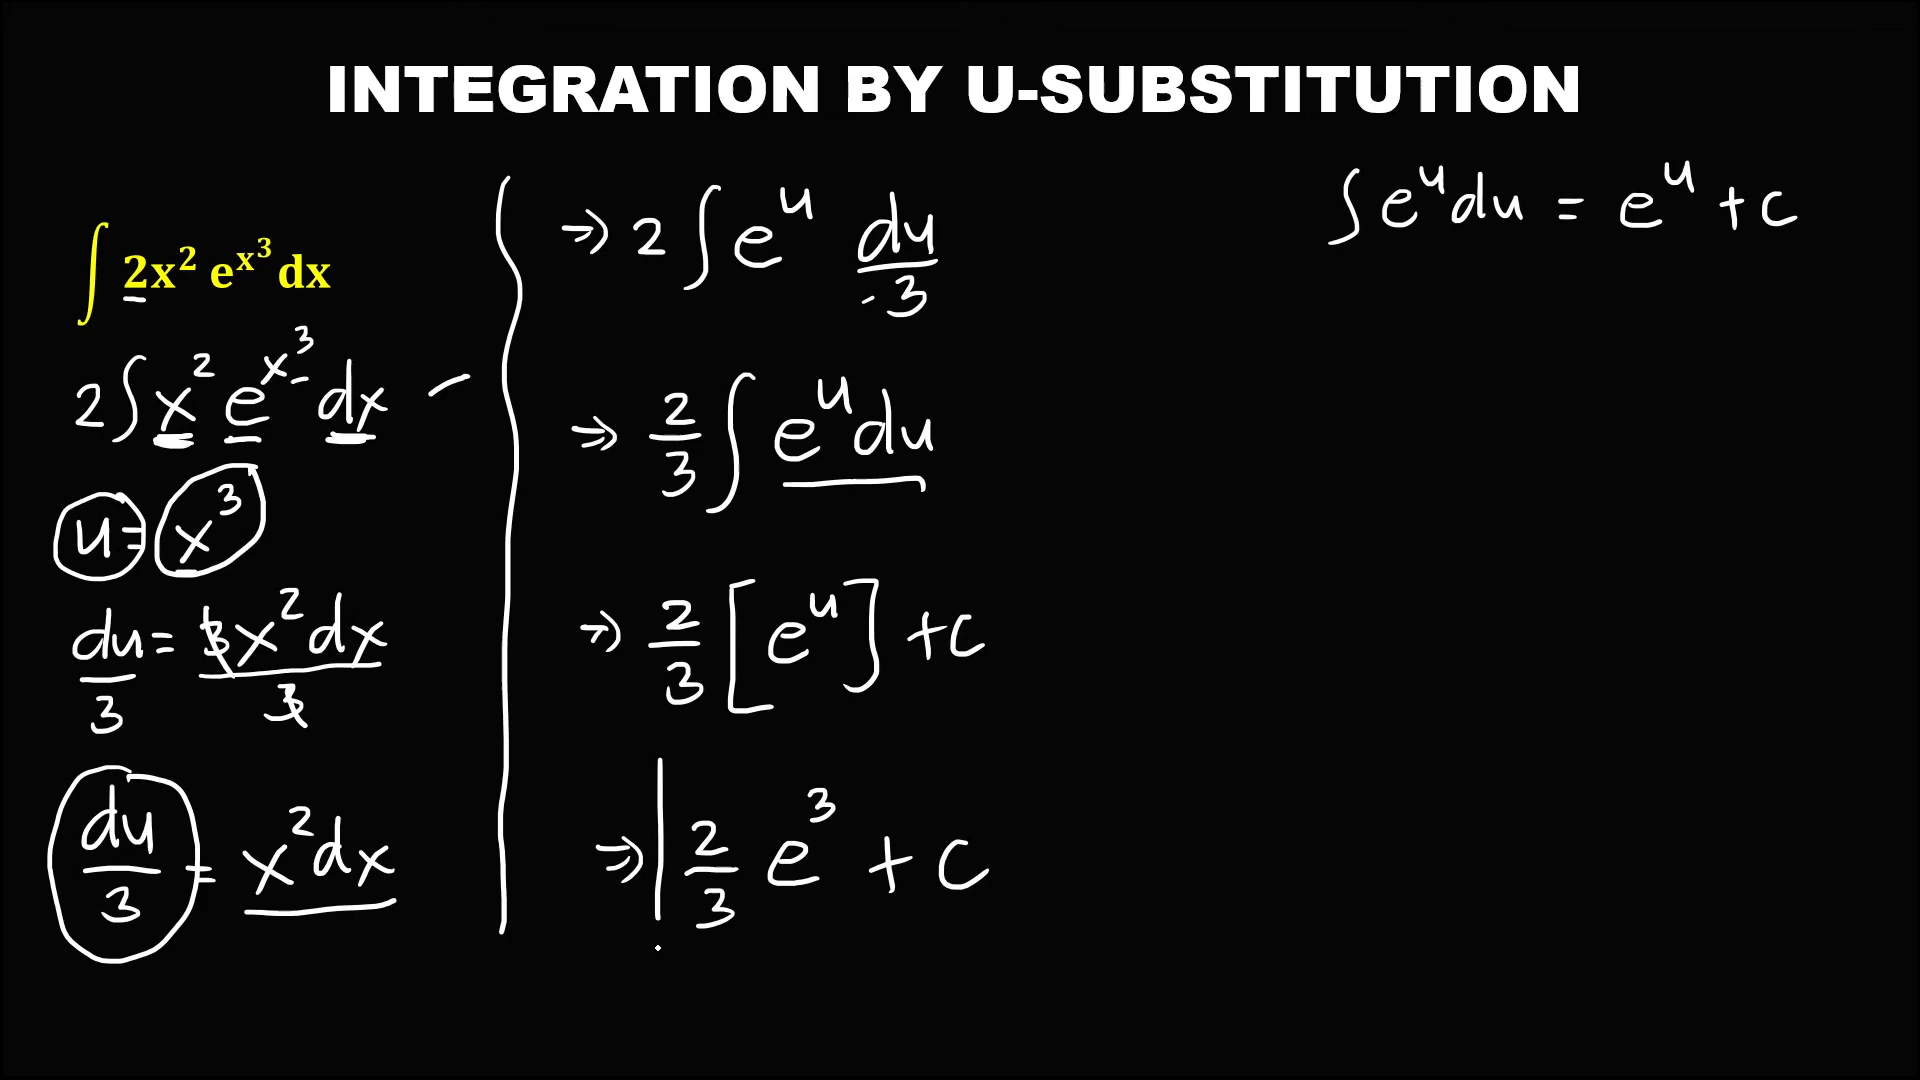 INTEGRATION BY U-SUBSTITUTION
∫ 2x² e^x³ dx
2∫x² e^x³ dx
u = x³
du/3 = 3x²dx/3
du/3 = x²dx
⇒ 2∫e^u du/3
⇒ 2/3 ∫e^u du
⇒ 2/3 [e^u] + c
⇒ 2/3 e³ + c
∫e^u du = e^u + c